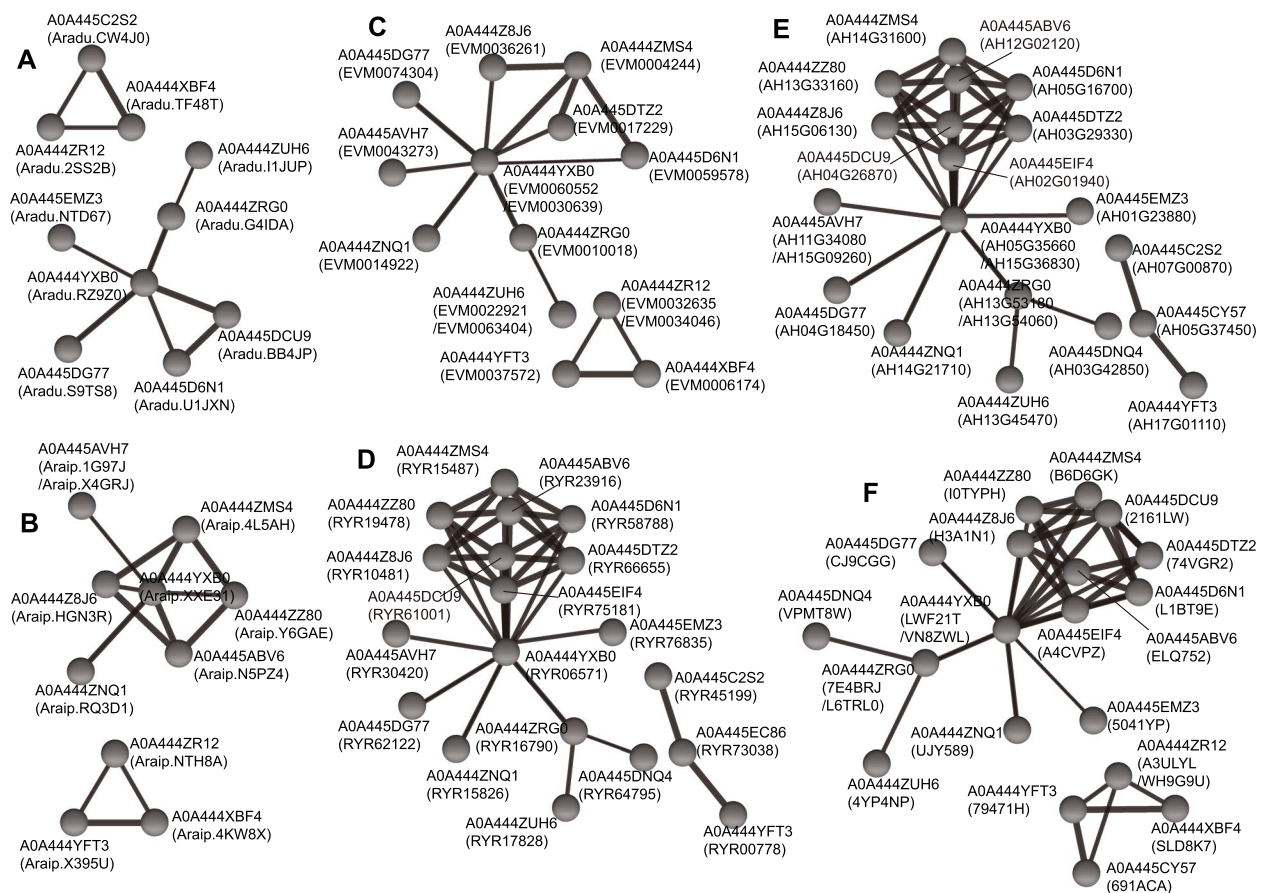 A
A0A445C2S2
(Aradu.CW4J0)
A0A444XBF4
(Aradu.TF48T)
A0A444ZR12
(Aradu.2SS2B)
A0A444ZUH6
(Aradu.I1JUP)
A0A445EMZ3
(Aradu.NTD67)
A0A444ZRG0
(Aradu.G4IDA)
A0A444YXB0
(Aradu.RZ9Z0)
A0A445DCU9
(Aradu.BB4JP)
A0A445DG77
(Aradu.S9TS8)
A0A445D6N1
(Aradu.U1JXN)
B
A0A445AVH7
(Araip.1G97J
/Araip.X4GRJ)
A0A444ZMS4
(Araip.4L5AH)
A0A444YXB0
(Araip.XXE31)
A0A444Z8J6
(Araip.HGN3R)
A0A444ZZ80
(Araip.Y6GAE)
A0A445ABV6
(Araip.N5PZ4)
A0A444ZNQ1
(Araip.RQ3D1)
A0A444ZR12
(Araip.NTH8A)
A0A444XBF4
(Araip.4KW8X)
A0A444YFT3
(Araip.X395U)
C
A0A444Z8J6
(EVM0036261)
A0A444ZMS4
(EVM0004244)
A0A445DG77
(EVM0074304)
A0A445DTZ2
(EVM0017229)
A0A445AVH7
(EVM0043273)
A0A445D6N1
(EVM0059578)
A0A444YXB0
(EVM0060552
/EVM0030639)
A0A444ZNQ1
(EVM0014922)
A0A444ZRG0
(EVM0010018)
A0A444ZUH6
(EVM0022921
/EVM0063404)
A0A444ZR12
(EVM0032635
/EVM0034046)
A0A444YFT3
(EVM0037572)
A0A444XBF4
(EVM0006174)
D
A0A444ZMS4
(RYR15487)
A0A445ABV6
(RYR23916)
A0A444ZZ80
(RYR19478)
A0A445D6N1
(RYR58788)
A0A444Z8J6
(RYR10481)
A0A445DTZ2
(RYR66655)
A0A445DCU9
(RYR61001)
A0A445EIF4
(RYR75181)
A0A445EMZ3
(RYR76835)
A0A445AVH7
(RYR30420)
A0A444YXB0
(RYR06571)
A0A445C2S2
(RYR45199)
A0A445DG77
(RYR62122)
A0A444ZRG0
(RYR16790)
A0A445EC86
(RYR73038)
A0A444ZNQ1
(RYR15826)
A0A445DNQ4
(RYR64795)
A0A444ZUH6
(RYR17828)
A0A444YFT3
(RYR00778)
E
A0A444ZMS4
(AH14G31600)
A0A445ABV6
(AH12G02120)
A0A444ZZ80
(AH13G33160)
A0A445D6N1
(AH05G16700)
A0A444Z8J6
(AH15G06130)
A0A445DTZ2
(AH03G29330)
A0A445DCU9
(AH04G26870)
A0A445EIF4
(AH02G01940)
A0A445EMZ3
(AH01G23880)
A0A445AVH7
(AH11G34080
/AH15G09260)
A0A444YXB0
(AH05G35660
/AH15G36830)
A0A445C2S2
(AH07G00870)
A0A444ZRG0
(AH13G53180
/AH13G54060)
A0A445DG77
(AH04G18450)
A0A445CY57
(AH05G37450)
A0A444ZNQ1
(AH14G21710)
A0A445DNQ4
(AH03G42850)
A0A444ZUH6
(AH13G45470)
A0A444YFT3
(AH17G01110)
F
A0A444ZMS4
(B6D6GK)
A0A444ZZ80
(I0TYPH)
A0A445DCU9
(2161LW)
A0A444Z8J6
(H3A1N1)
A0A445DG77
(CJ9CGG)
A0A445DTZ2
(74VGR2)
A0A445DNQ4
(VPMT8W)
A0A444YXB0
(LWF21T
/VN8ZWL)
A0A445D6N1
(L1BT9E)
A0A445EIF4
(A4CVPZ)
A0A445ABV6
(ELQ752)
A0A444ZRG0
(7E4BRJ
/L6TRL0)
A0A445EMZ3
(5041YP)
A0A444ZNQ1
(UJY589)
A0A444ZUH6
(4YP4NP)
A0A444ZR12
(A3ULYL
/WH9G9U)
A0A444YFT3
(79471H)
A0A444XBF4
(SLD8K7)
A0A445CY57
(691ACA)